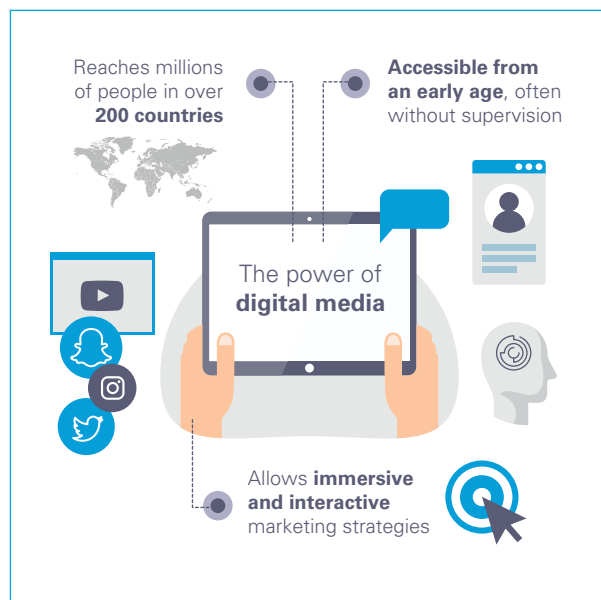 Reaches millions
of people in over
200 countries
Accessible from
an early age, often
without supervision
The power of
digital media
Allows immersive
and interactive
marketing strategies